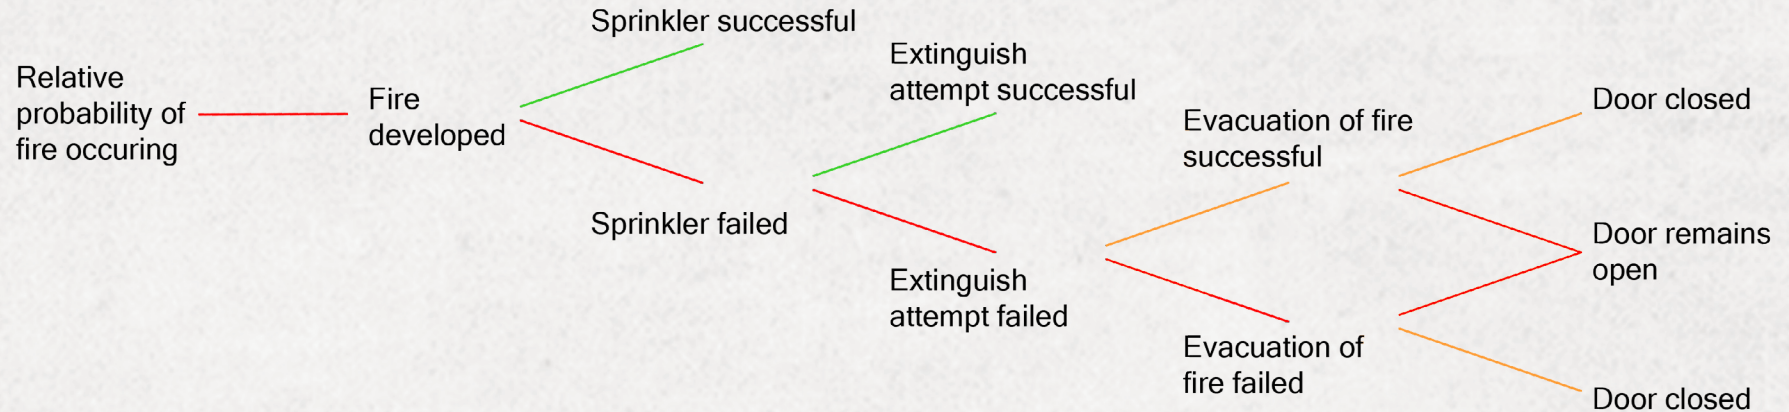 Relative
probability of
fire occuring
Fire
developed
Sprinkler successful
Sprinkler failed
Extinguish
attempt successful
Extinguish
attempt failed
Evacuation of fire
successful
Evacuation of
fire failed
Door closed
Door remains
open
Door closed